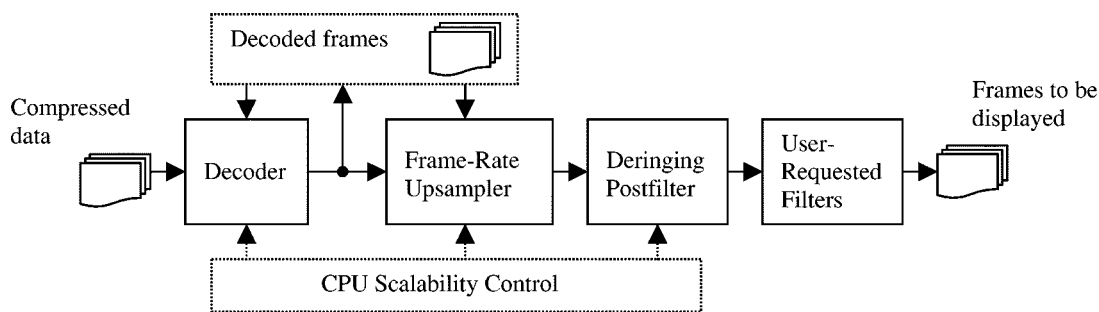 Decoded frames
Compressed
data
Frames to be
displayed
Decoder
Frame-Rate
Upsampler
Deringing
Postfilter
User-
Requested
Filters
CPU Scalability Control